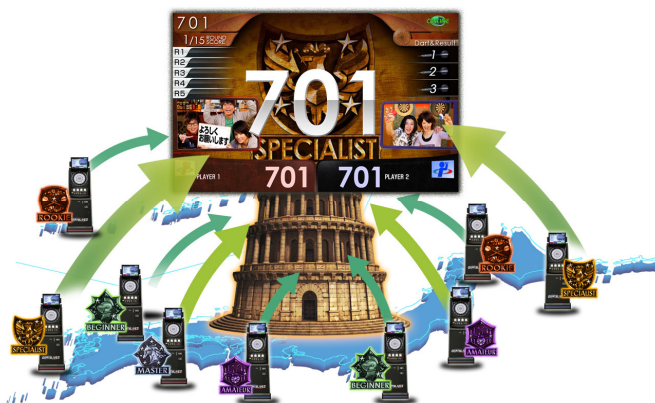 701
1/15 ROUND SCORE
Dart&Result
R1
R2
R3
R4
R5
1
2
3
701
よろしく
お願いします
SPECIALIST
PLAYER 1
701
701
PLAYER 2
ROOKIE
ROOKIE
SPECIALIST
BEGINNER
SPECIALIST
MASTER
AMATEUR
BEGINNER
AMATEUR